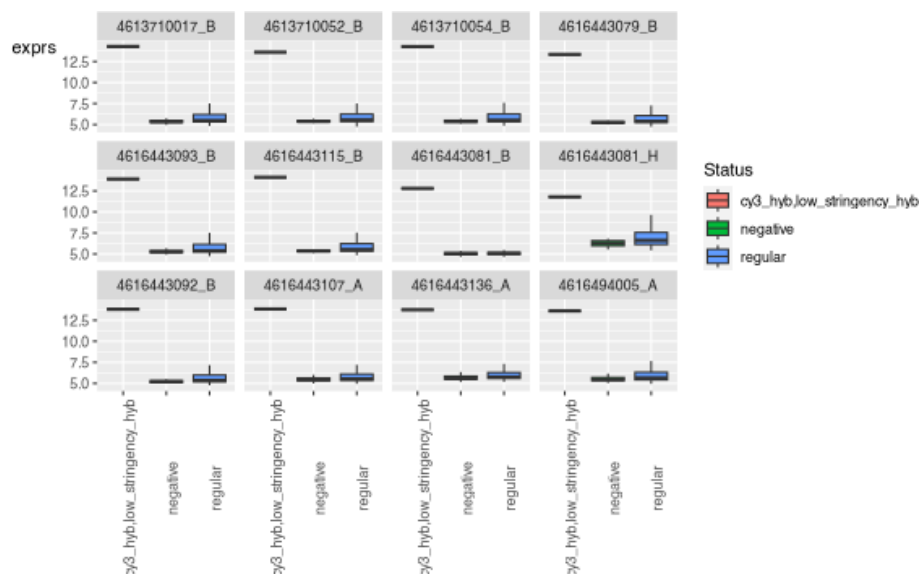 exprs
4613710017_B 4613710052_B 4613710054_B 4616443079_B
12.5
10.0
7.5
5.0
4616443093_B 4616443115_B 4616443081_B 4616443081_H
12.5
10.0
7.5
5.0
4616443092_B 4616443107_A 4616443136_A 4616494005_A
12.5
10.0
7.5
5.0
cy3_hyb,low_stringency_hyb negative regular cy3_hyb,low_stringency_hyb negative regular cy3_hyb,low_stringency_hyb negative regular cy3_hyb,low_stringency_hyb negative regular
Status
cy3_hyb,low_stringency_hyb
negative
regular